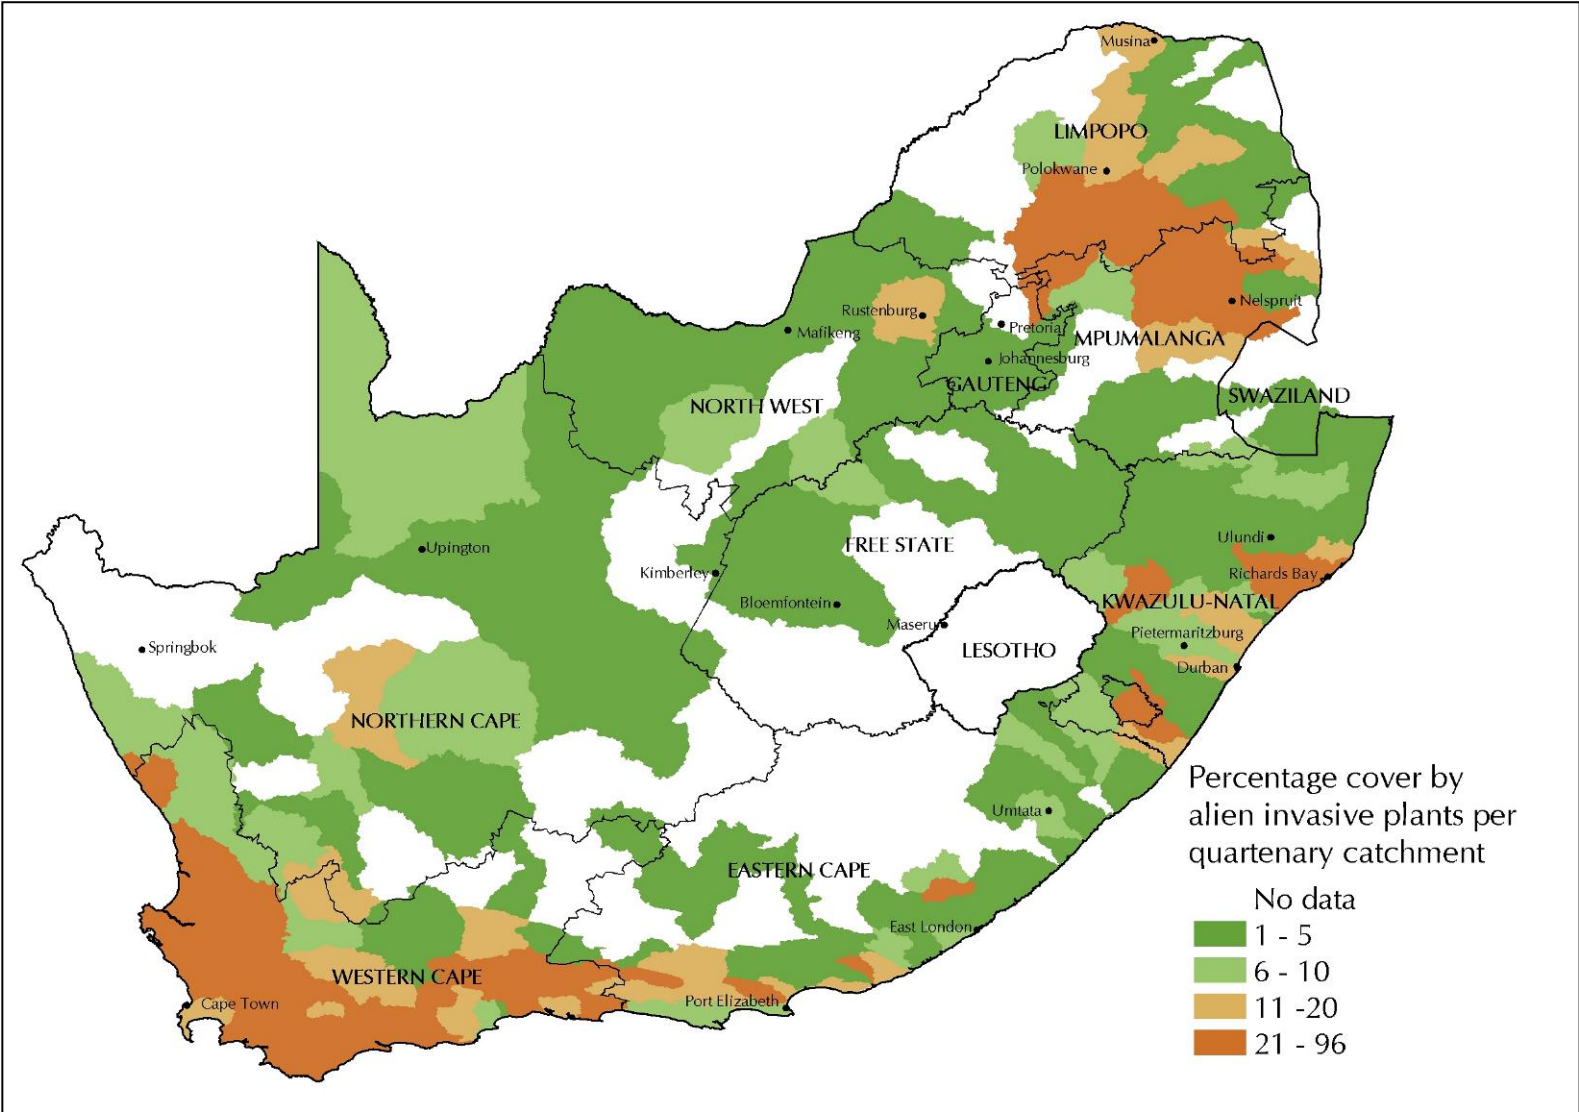 Musina
LIMPOPO
Polokwane
Nelspruit
Rustenburg
Pretoria
Mafikeng
MPUMALANGA
Johannesburg
GAUTENG
SWAZILAND
NORTH WEST
Ulundi
FREE STATE
Upington
Richards Bay
Kimberley
KWAZULU-NATAL
Bloemfontein
Maseru
Pietermaritzburg
LESOTHO
Springbok
Durban
NORTHERN CAPE
Umtata
EASTERN CAPE
East London
WESTERN CAPE
Port Elizabeth
Cape Town
Percentage cover by
alien invasive plants per
quartenary catchment
No data
1 - 5
6 - 10
11 -20
21 - 96